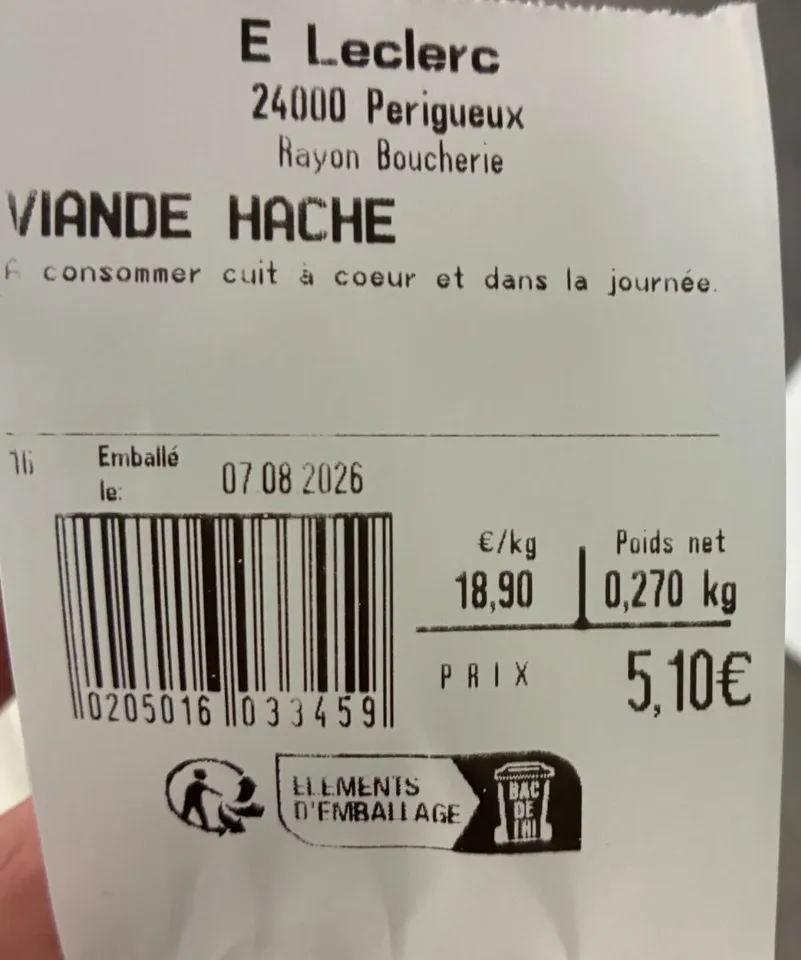 E Leclerc
24000 Perigueux
Rayon Boucherie
VIANDE HACHE
A consommer cuit à coeur et dans la journée.
16 Emballé le: 07.08.2026
€/kg Poids net
18,90 0,270 kg
PRIX 5,10€
0205016 033459
ELEMENTS
D'EMBALLAGE
BAC
DE
TRI